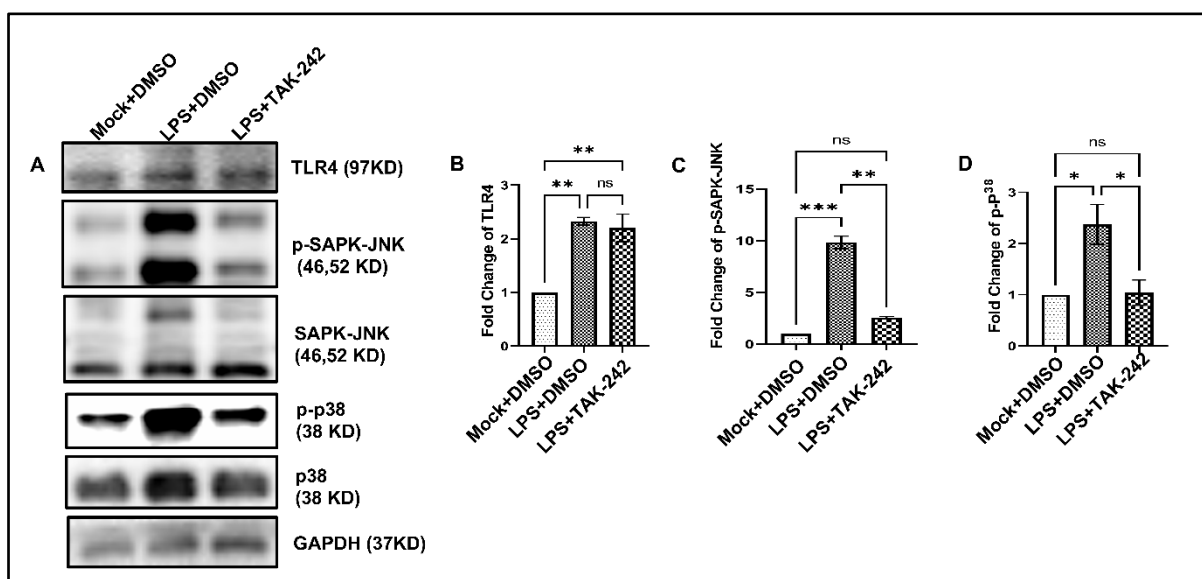 Mock+DMSO
LPS+DMSO
LPS+TAK-242
A
TLR4 (97KD)
p-SAPK-JNK
(46,52 KD)
SAPK-JNK
(46,52 KD)
p-p38
(38 KD)
p38
(38 KD)
GAPDH (37KD)
B
**
** ns
Fold Change of TLR4
3
2
1
0
Mock+DMSO
LPS+DMSO
LPS+TAK-242
C
ns
**
***
Fold Change of p-SAPK-JNK
15
10
5
0
Mock+DMSO
LPS+DMSO
LPS+TAK-242
D
ns
* *
Fold Change of p-P38
3
2
1
0
Mock+DMSO
LPS+DMSO
LPS+TAK-242